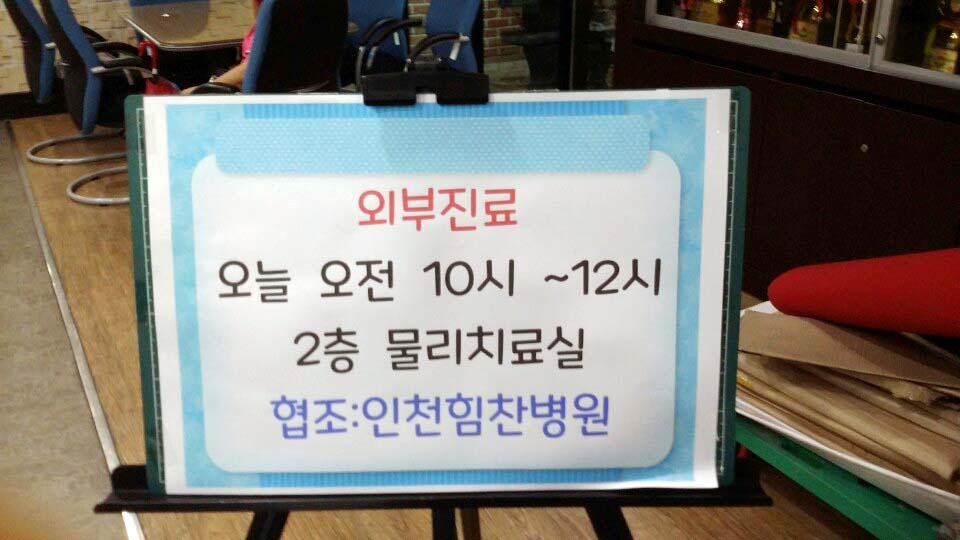 외부진료
오늘 오전 10시 ~12시
2층 물리치료실
협조:인천힘찬병원